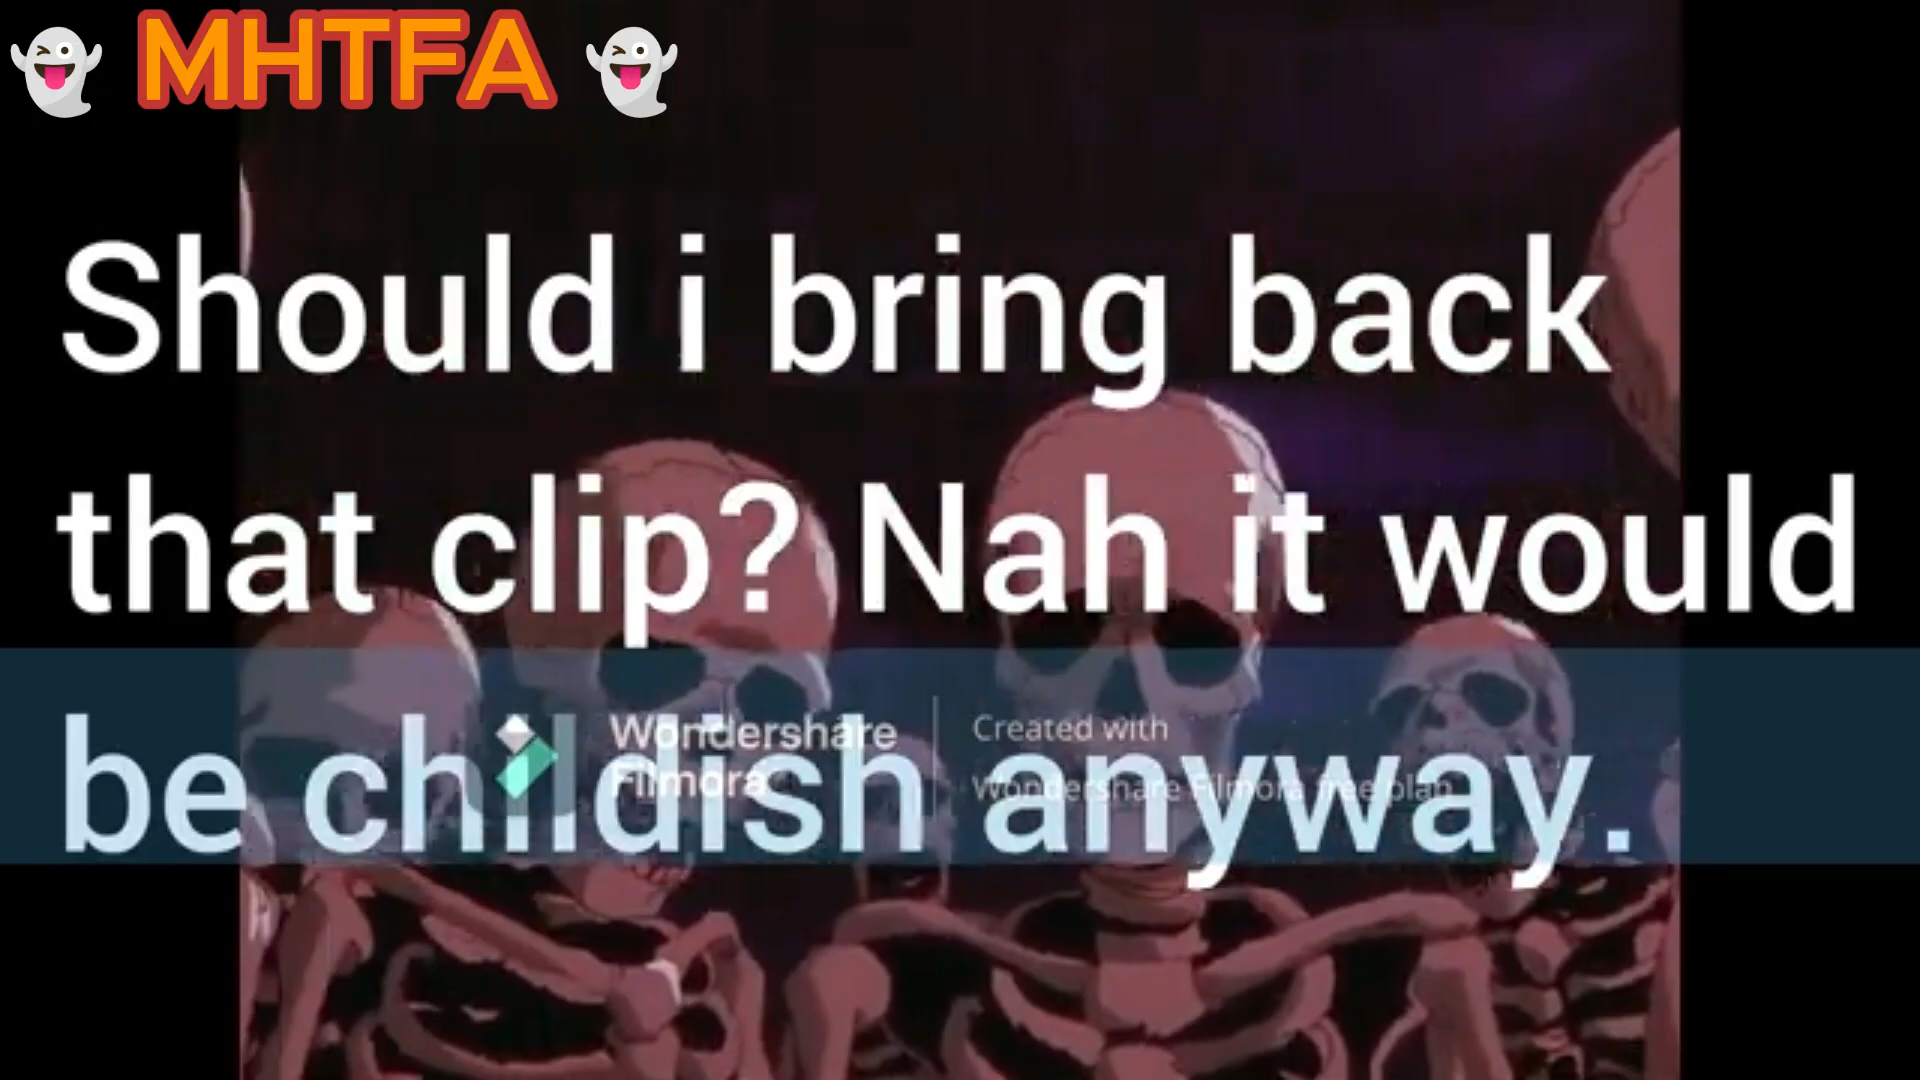 👻 MHTFA 👻
Should i bring back
that clip? Nah it would
be childish anyway.
Wondershare
Filmora
Created with
Wondershare Filmora free plan